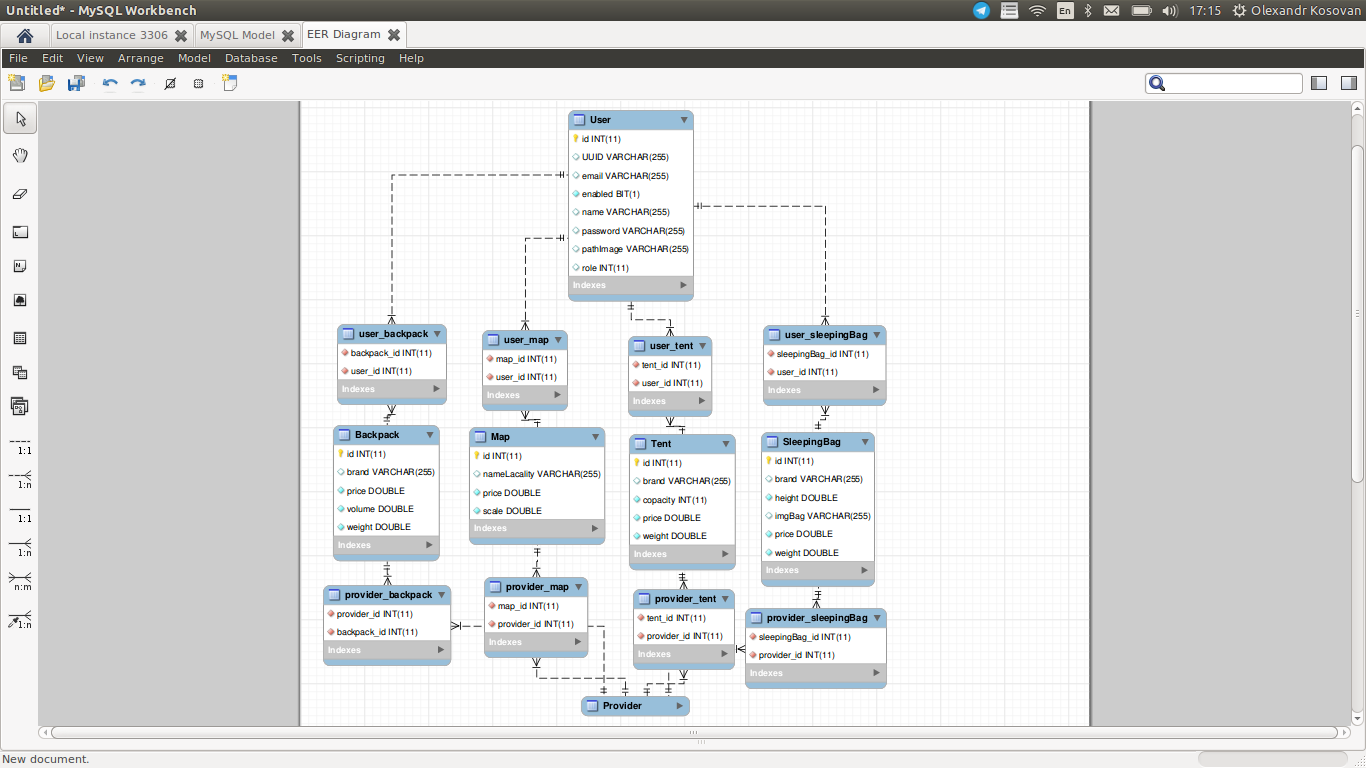 Untitled* - MySQL Workbench
En
17:15
Olexandr Kosovan
Local instance 3306
MySQL Model
EER Diagram
File Edit View Arrange Model Database Tools Scripting Help
User
id INT(11)
UUID VARCHAR(255)
email VARCHAR(255)
enabled BIT(1)
name VARCHAR(255)
password VARCHAR(255)
pathImage VARCHAR(255)
role INT(11)
Indexes
user_backpack
backpack_id INT(11)
user_id INT(11)
Indexes
user_map
map_id INT(11)
user_id INT(11)
Indexes
user_tent
tent_id INT(11)
user_id INT(11)
Indexes
user_sleepingBag
sleepingBag_id INT(11)
user_id INT(11)
Indexes
Backpack
id INT(11)
brand VARCHAR(255)
price DOUBLE
volume DOUBLE
weight DOUBLE
Indexes
Map
id INT(11)
nameLacality VARCHAR(255)
price DOUBLE
scale DOUBLE
Indexes
Tent
id INT(11)
brand VARCHAR(255)
copacity INT(11)
price DOUBLE
weight DOUBLE
Indexes
SleepingBag
id INT(11)
brand VARCHAR(255)
height DOUBLE
imgBag VARCHAR(255)
price DOUBLE
weight DOUBLE
Indexes
provider_backpack
provider_id INT(11)
backpack_id INT(11)
Indexes
provider_map
map_id INT(11)
provider_id INT(11)
Indexes
provider_tent
tent_id INT(11)
provider_id INT(11)
Indexes
provider_sleepingBag
sleepingBag_id INT(11)
provider_id INT(11)
Indexes
Provider
1:1
1:n
1:1
1:n
n:m
1:n
New document.